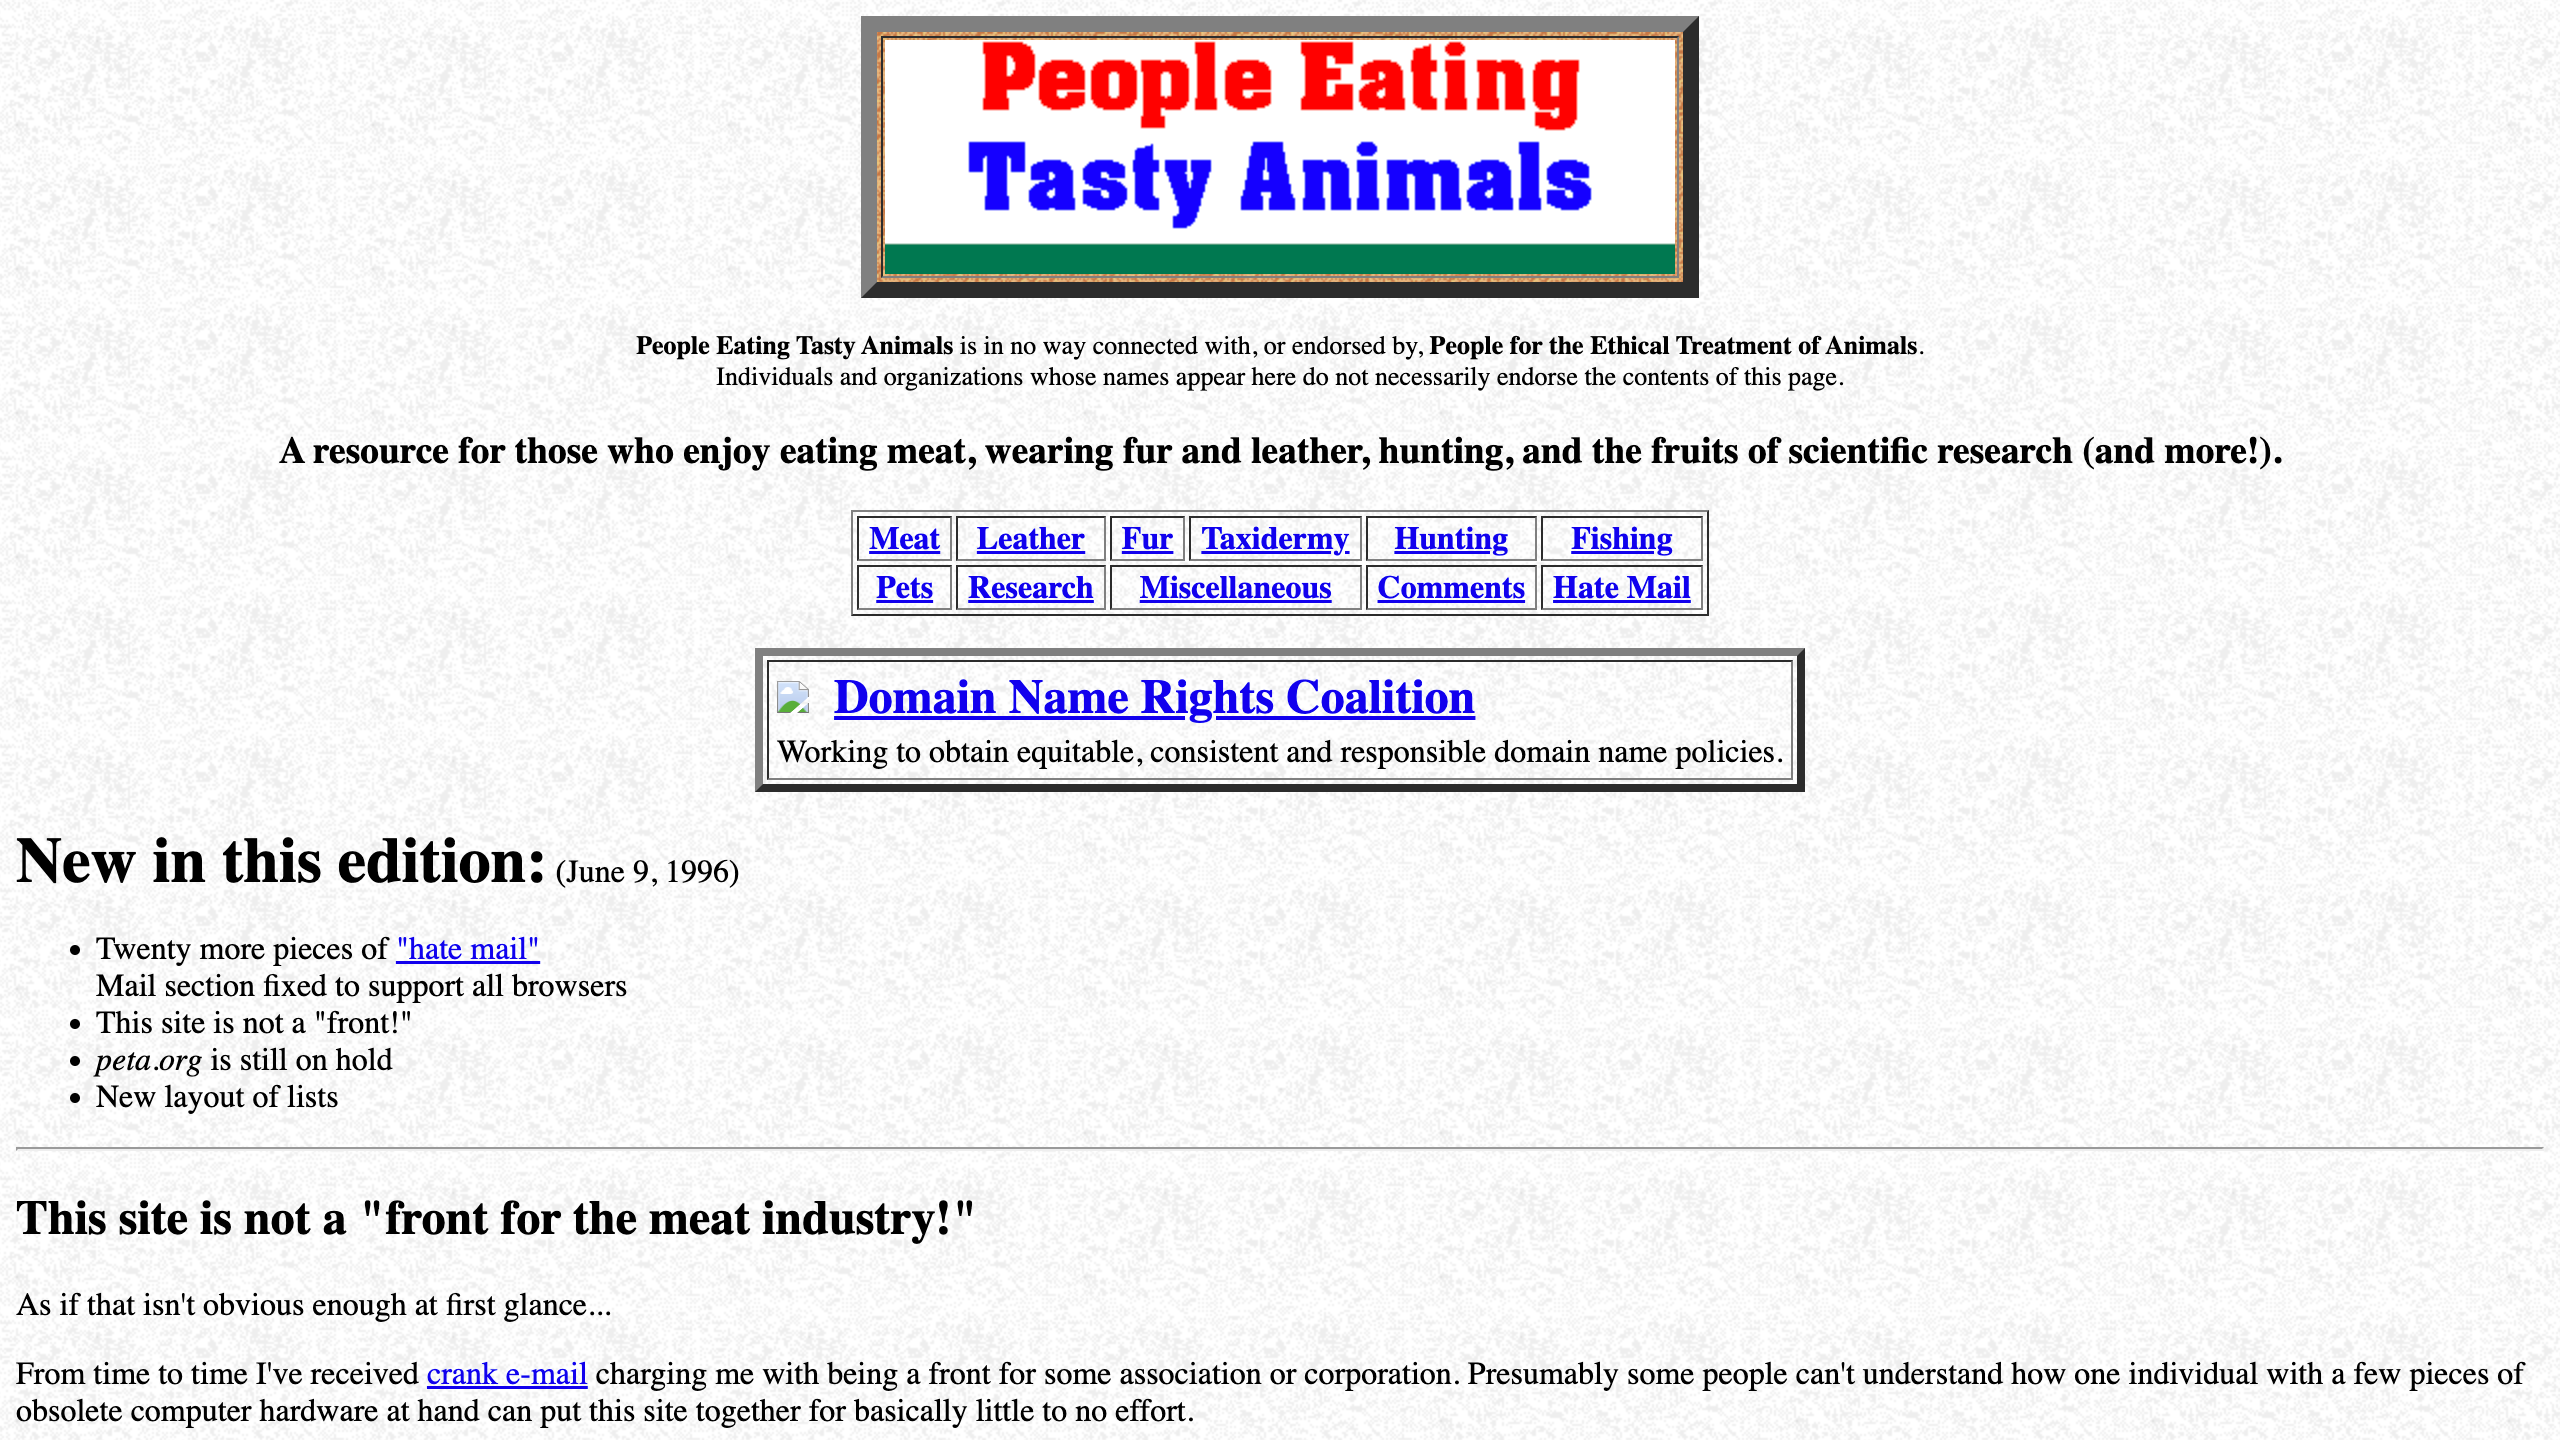 People Eating
Tasty Animals
People Eating Tasty Animals is in no way connected with, or endorsed by, People for the Ethical Treatment of Animals.
Individuals and organizations whose names appear here do not necessarily endorse the contents of this page.
A resource for those who enjoy eating meat, wearing fur and leather, hunting, and the fruits of scientific research (and more!).
Meat Leather Fur Taxidermy Hunting Fishing
Pets Research Miscellaneous Comments Hate Mail
Domain Name Rights Coalition
Working to obtain equitable, consistent and responsible domain name policies.
New in this edition: (June 9, 1996)
Twenty more pieces of "hate mail"
Mail section fixed to support all browsers
This site is not a "front!"
peta.org is still on hold
New layout of lists
This site is not a "front for the meat industry!"
As if that isn't obvious enough at first glance...
From time to time I've received crank e-mail charging me with being a front for some association or corporation. Presumably some people can't understand how one individual with a few pieces of
obsolete computer hardware at hand can put this site together for basically little to no effort.